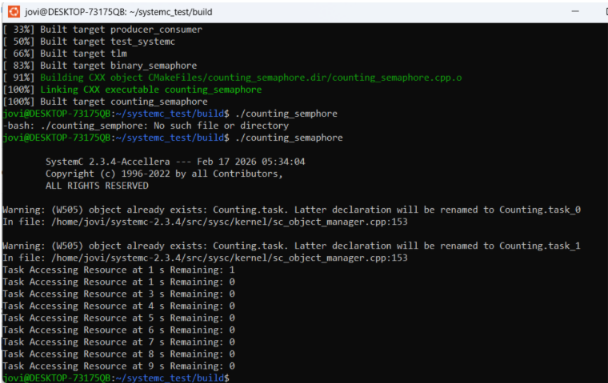 jovi@DESKTOP-73175QB: ~/systemc_test/build
[ 33%] Built target producer_consumer
[ 50%] Built target test_systemc
[ 66%] Built target tlm
[ 83%] Built target binary_semaphore
[ 91%] Building CXX object CMakeFiles/counting_semaphore.dir/counting_semaphore.cpp.o
[100%] Linking CXX executable counting_semaphore
[100%] Built target counting_semaphore
jovi@DESKTOP-73175QB:~/systemc_test/build$ ./counting_semphore
-bash: ./counting_semphore: No such file or directory
jovi@DESKTOP-73175QB:~/systemc_test/build$ ./counting_semaphore
SystemC 2.3.4-Accellera --- Feb 17 2026 05:34:04
Copyright (c) 1996-2022 by all Contributors,
ALL RIGHTS RESERVED
Warning: (W505) object already exists: Counting.task. Latter declaration will be renamed to Counting.task_0
In file: /home/jovi/systemc-2.3.4/src/sysc/kernel/sc_object_manager.cpp:153
Warning: (W505) object already exists: Counting.task. Latter declaration will be renamed to Counting.task_1
In file: /home/jovi/systemc-2.3.4/src/sysc/kernel/sc_object_manager.cpp:153
Task Accessing Resource at 1 s Remaining: 1
Task Accessing Resource at 1 s Remaining: 0
Task Accessing Resource at 3 s Remaining: 0
Task Accessing Resource at 4 s Remaining: 0
Task Accessing Resource at 5 s Remaining: 0
Task Accessing Resource at 6 s Remaining: 0
Task Accessing Resource at 7 s Remaining: 0
Task Accessing Resource at 8 s Remaining: 0
Task Accessing Resource at 9 s Remaining: 0
jovi@DESKTOP-73175QB:~/systemc_test/build$